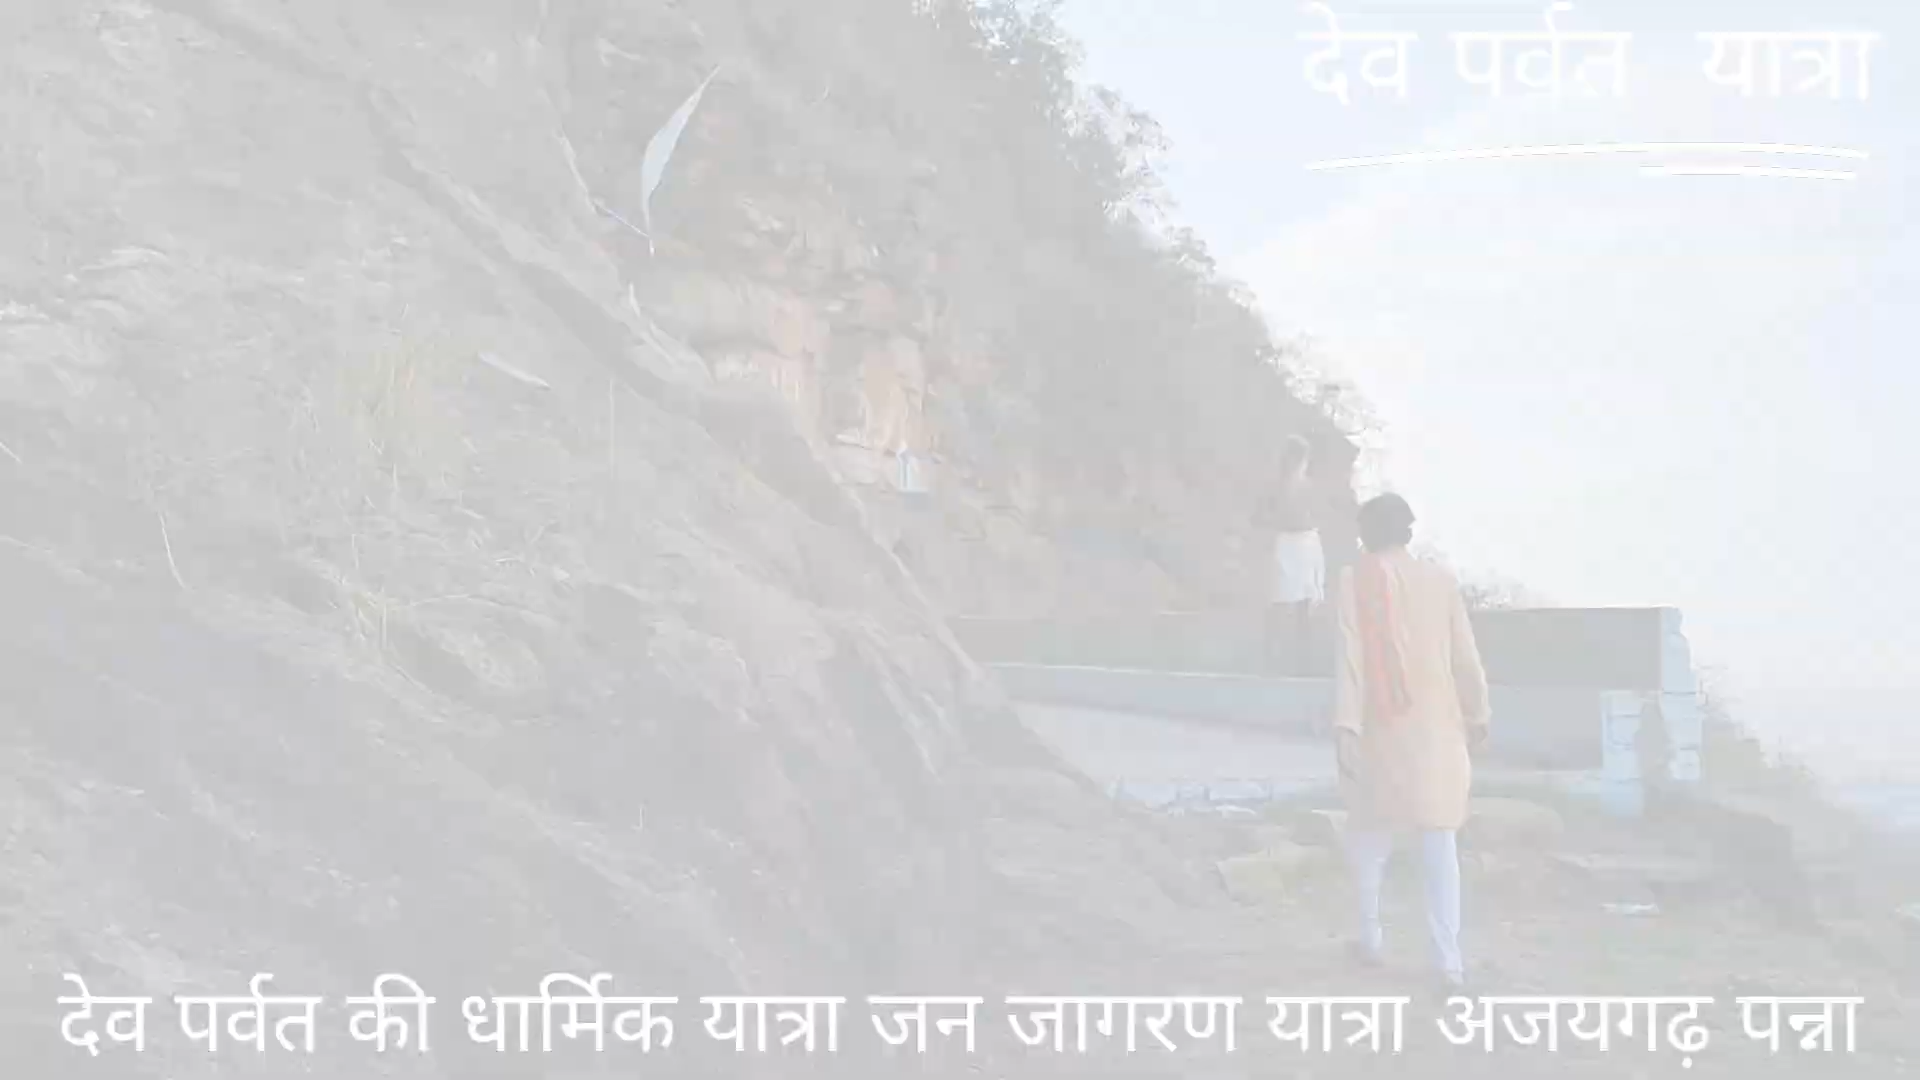 देव पर्वत यात्रा
देव पर्वत की धार्मिक यात्रा जन जागरण यात्रा अजयगढ़ पन्ना